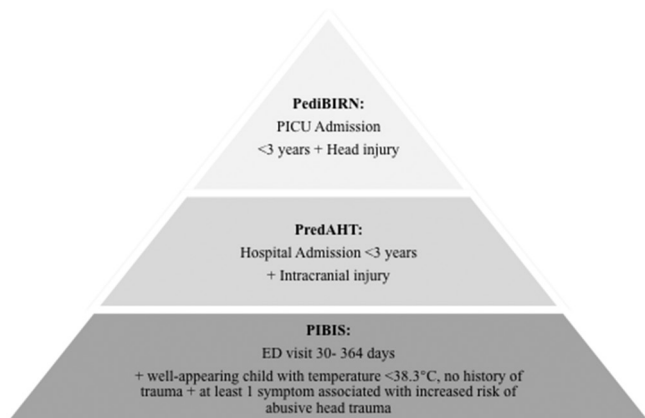 PediBIRN:
PICU Admission
<3 years + Head injury
PredAHT:
Hospital Admission <3 years
+ Intracranial injury
PIBIS:
ED visit 30- 364 days
+ well-appearing child with temperature <38.3°C, no history of
trauma + at least 1 symptom associated with increased risk of
abusive head trauma